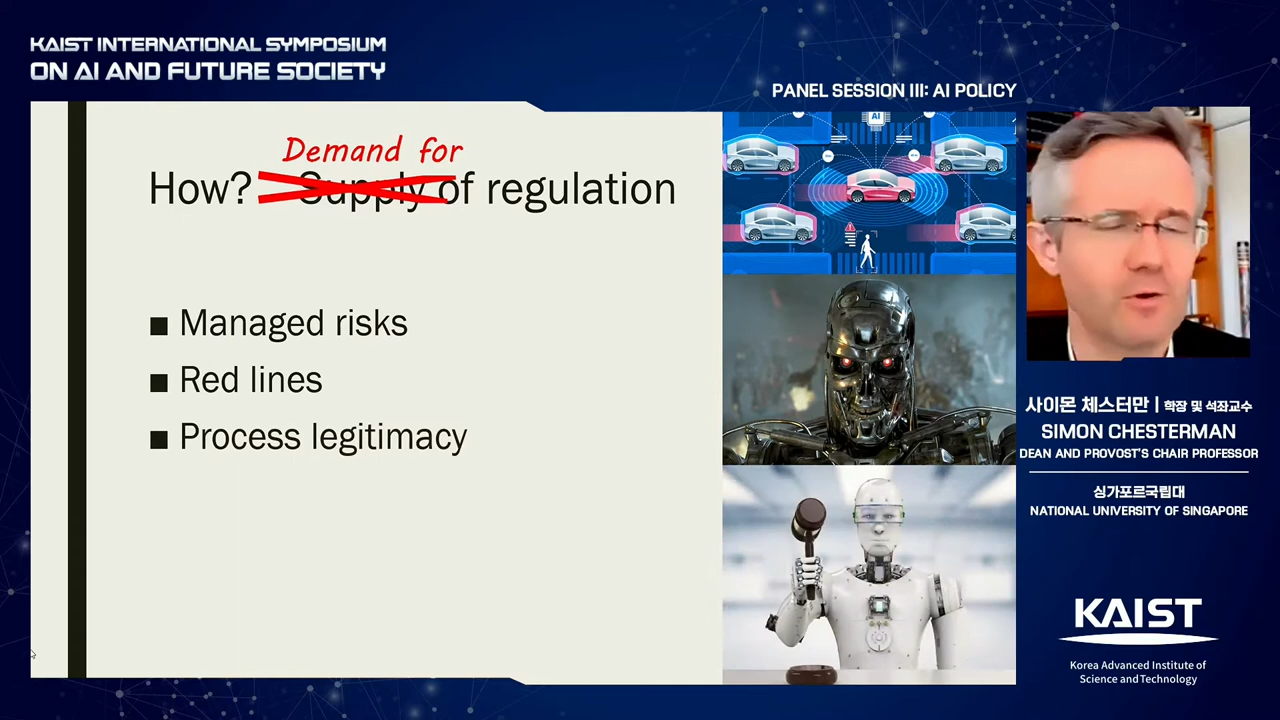 KAIST INTERNATIONAL SYMPOSIUM
ON AI AND FUTURE SOCIETY
PANEL SESSION III: AI POLICY
Demand for
How? Supply of regulation
■ Managed risks
■ Red lines
■ Process legitimacy
AI
사이몬 체스터만 | 학장 및 석좌교수
SIMON CHESTERMAN
DEAN AND PROVOST'S CHAIR PROFESSOR
싱가포르국립대
NATIONAL UNIVERSITY OF SINGAPORE
KAIST
Korea Advanced Institute of
Science and Technology